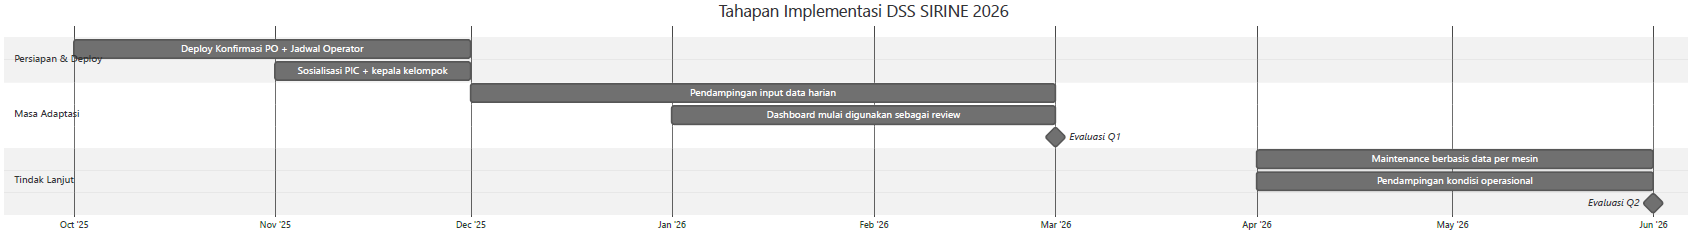 Tahapan Implementasi DSS SIRINE 2026
Persiapan & Deploy
Deploy Konfirmasi PO + Jadwal Operator
Sosialisasi PIC + kepala kelompok
Masa Adaptasi
Pendampingan input data harian
Dashboard mulai digunakan sebagai review
Evaluasi Q1
Tindak Lanjut
Maintenance berbasis data per mesin
Pendampingan kondisi operasional
Evaluasi Q2
Oct '25 Nov '25 Dec '25 Jan '26 Feb '26 Mar '26 Apr '26 May '26 Jun '26